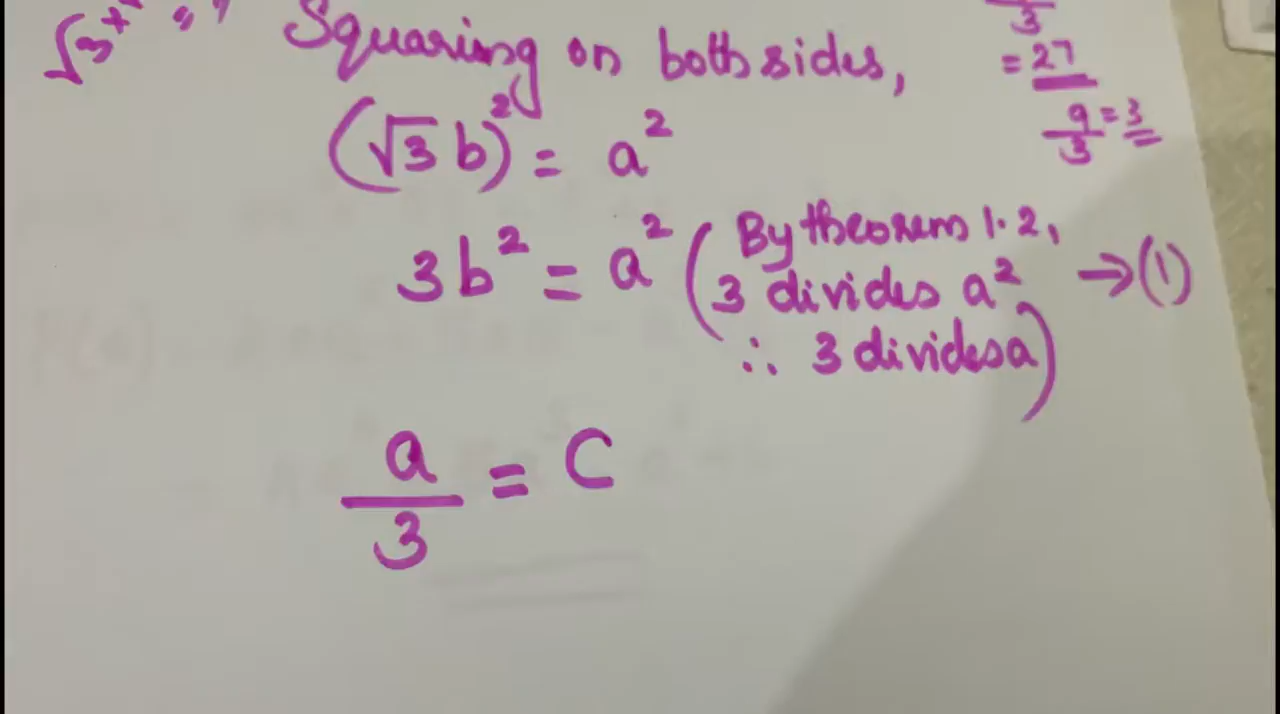 Squaring on both sides,
3
= 27
(√3 b)² = a²
9/3 = 3
3b² = a² (By theorem 1.2,
3 divides a² → (1)
∴ 3 divides a)
a/3 = C